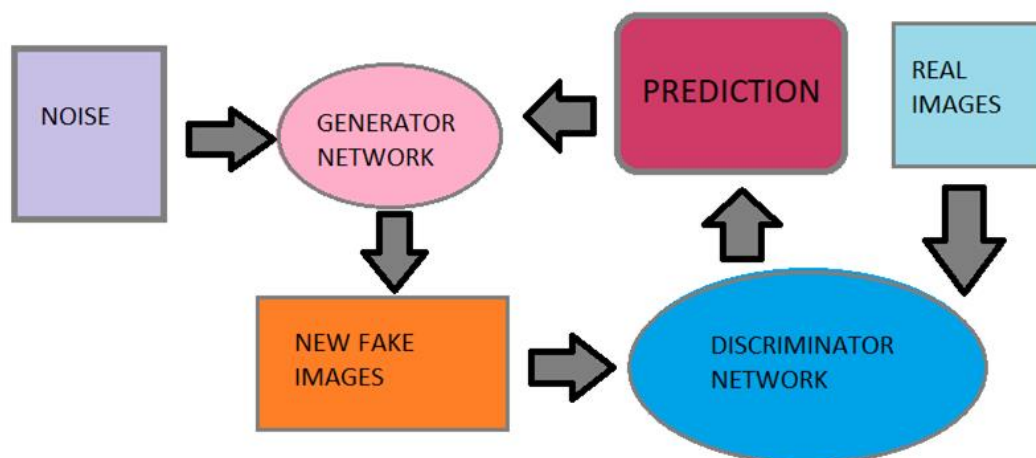 NOISE
GENERATOR
NETWORK
PREDICTION
REAL
IMAGES
NEW FAKE
IMAGES
DISCRIMINATOR
NETWORK